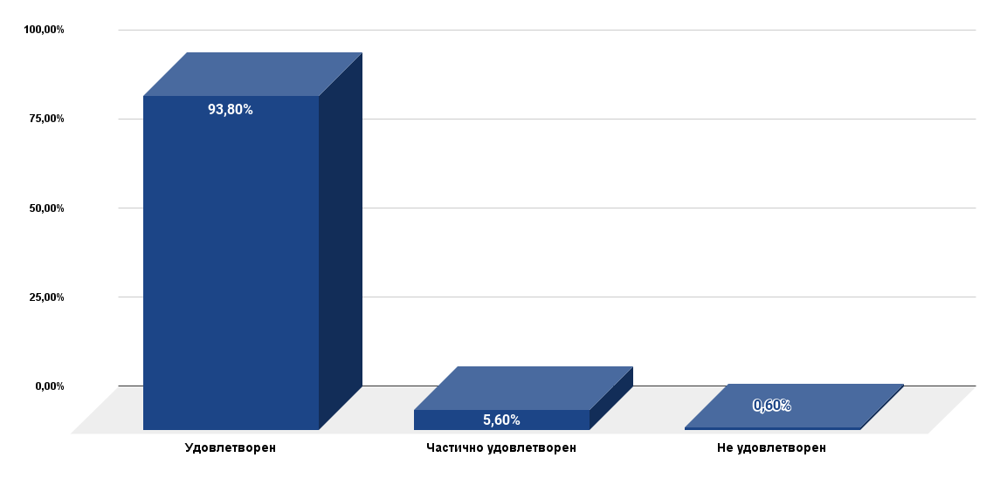 100,00%
93,80%
75,00%
50,00%
25,00%
0,00%
5,60%
0,60%
Удовлетворен
Частично удовлетворен
Не удовлетворен